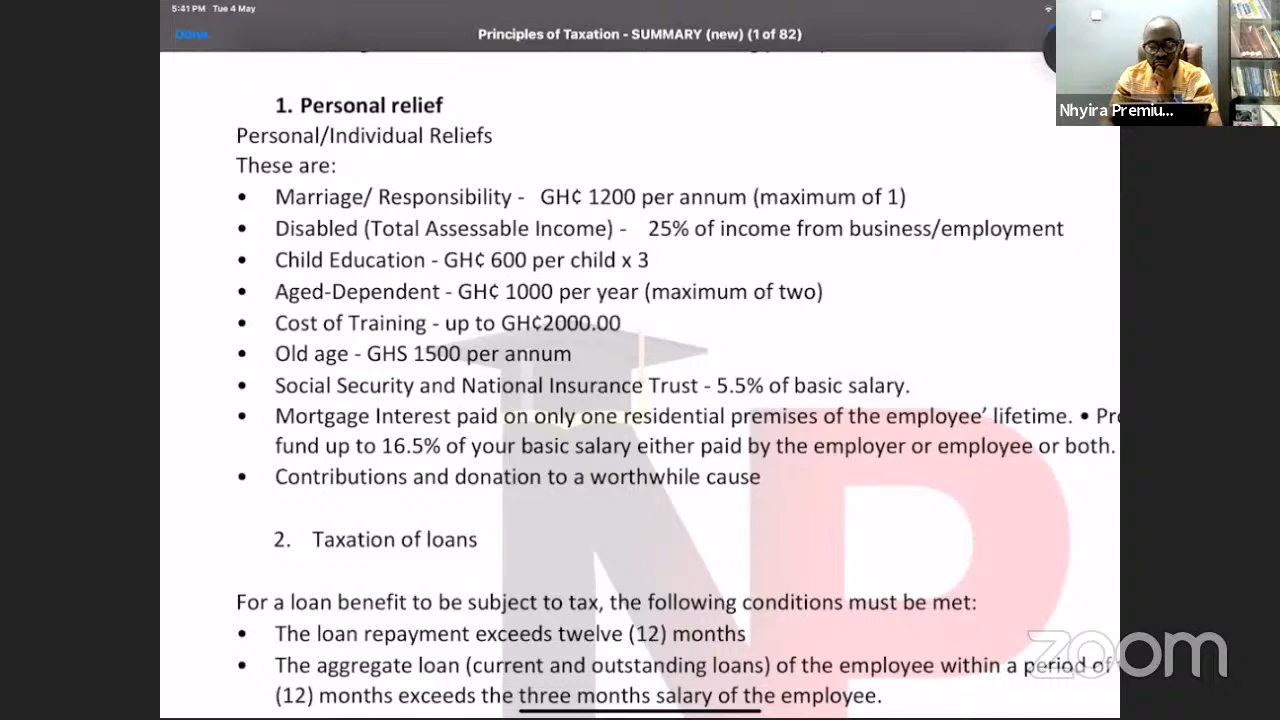 5:41 PM Tue 4 May
Done
Principles of Taxation - SUMMARY (new) (1 of 82)
Nhyira Premiu...
1. Personal relief
Personal/Individual Reliefs
These are:
• Marriage/ Responsibility - GH₵ 1200 per annum (maximum of 1)
• Disabled (Total Assessable Income) - 25% of income from business/employment
• Child Education - GH₵ 600 per child x 3
• Aged-Dependent - GH₵ 1000 per year (maximum of two)
• Cost of Training - up to GH₵2000.00
• Old age - GHS 1500 per annum
• Social Security and National Insurance Trust - 5.5% of basic salary.
• Mortgage Interest paid on only one residential premises of the employee’ lifetime. •
fund up to 16.5% of your basic salary either paid by the employer or employee or both.
• Contributions and donation to a worthwhile cause
2. Taxation of loans
For a loan benefit to be subject to tax, the following conditions must be met:
• The loan repayment exceeds twelve (12) months
• The aggregate loan (current and outstanding loans) of the employee within a period of
(12) months exceeds the three months salary of the employee.
NP
zoom